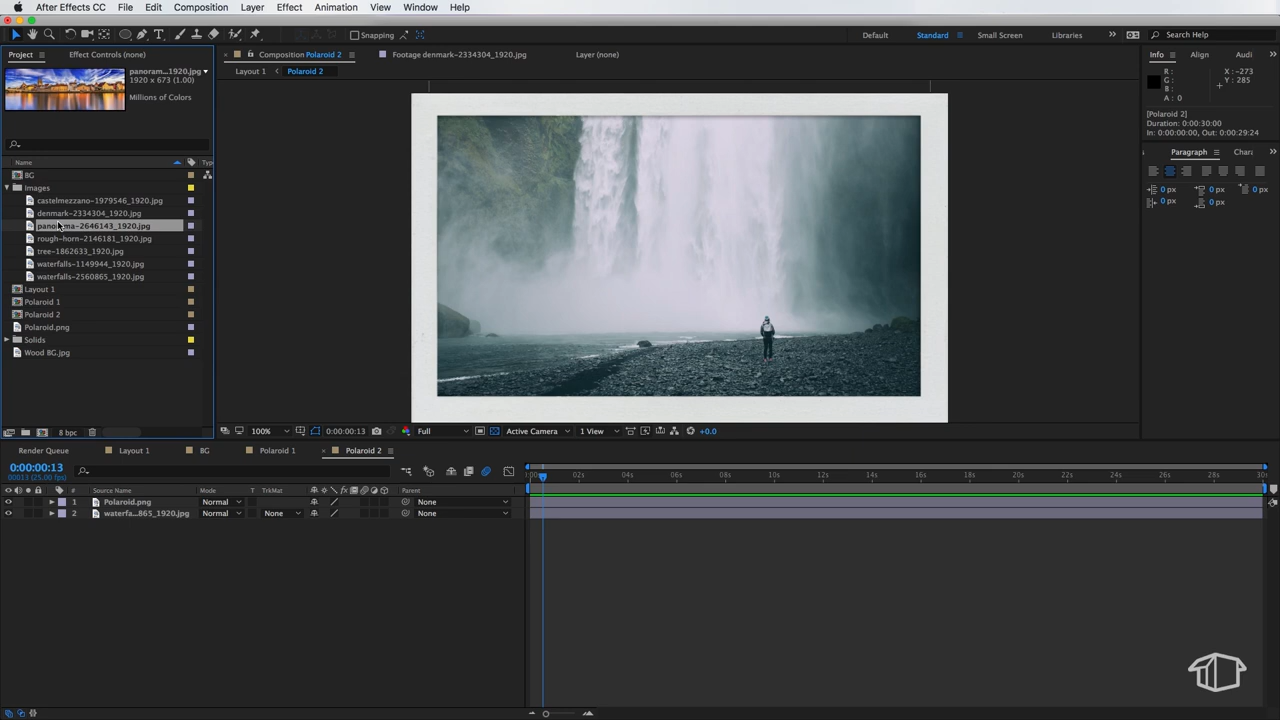 After Effects CC File Edit Composition Layer Effect Animation View Window Help
Snapping Default Standard Small Screen Libraries Search Help
Project Effect Controls (none) Composition Polaroid 2 Footage denmark-2334304_1920.jpg Layer (none) Info Align Audi
Layout 1 Polaroid 2
panoram...1920.jpg
1920 x 673 (1.00)
Millions of Colors
R :
G :
B :
A : 0
X : -273
Y : 285
[Polaroid 2]
Duration: 0:00:30:00
In: 0:00:00:00, Out: 0:00:29:24
Paragraph Chara
0 px 0 px 0 px
0 px 0 px
Name Type
BG
Images
castelmezzano-1979546_1920.jpg
denmark-2334304_1920.jpg
panorama-2646143_1920.jpg
rough-horn-2146181_1920.jpg
tree-1862633_1920.jpg
waterfalls-1149944_1920.jpg
waterfalls-2560865_1920.jpg
Layout 1
Polaroid 1
Polaroid 2
Polaroid.png
Solids
Wood BG.jpg
8 bpc
100% 0:00:00:13 Full Active Camera 1 View +0.0
Render Queue Layout 1 BG Polaroid 1 Polaroid 2
0:00:00:13
00013 (25.00 fps)
02s 04s 06s 08s 10s 12s 14s 16s 18s 20s 22s 24s 26s 28s 30s
# Source Name Mode T TrkMat Parent
1 Polaroid.png Normal None
2 waterfa...865_1920.jpg Normal None None